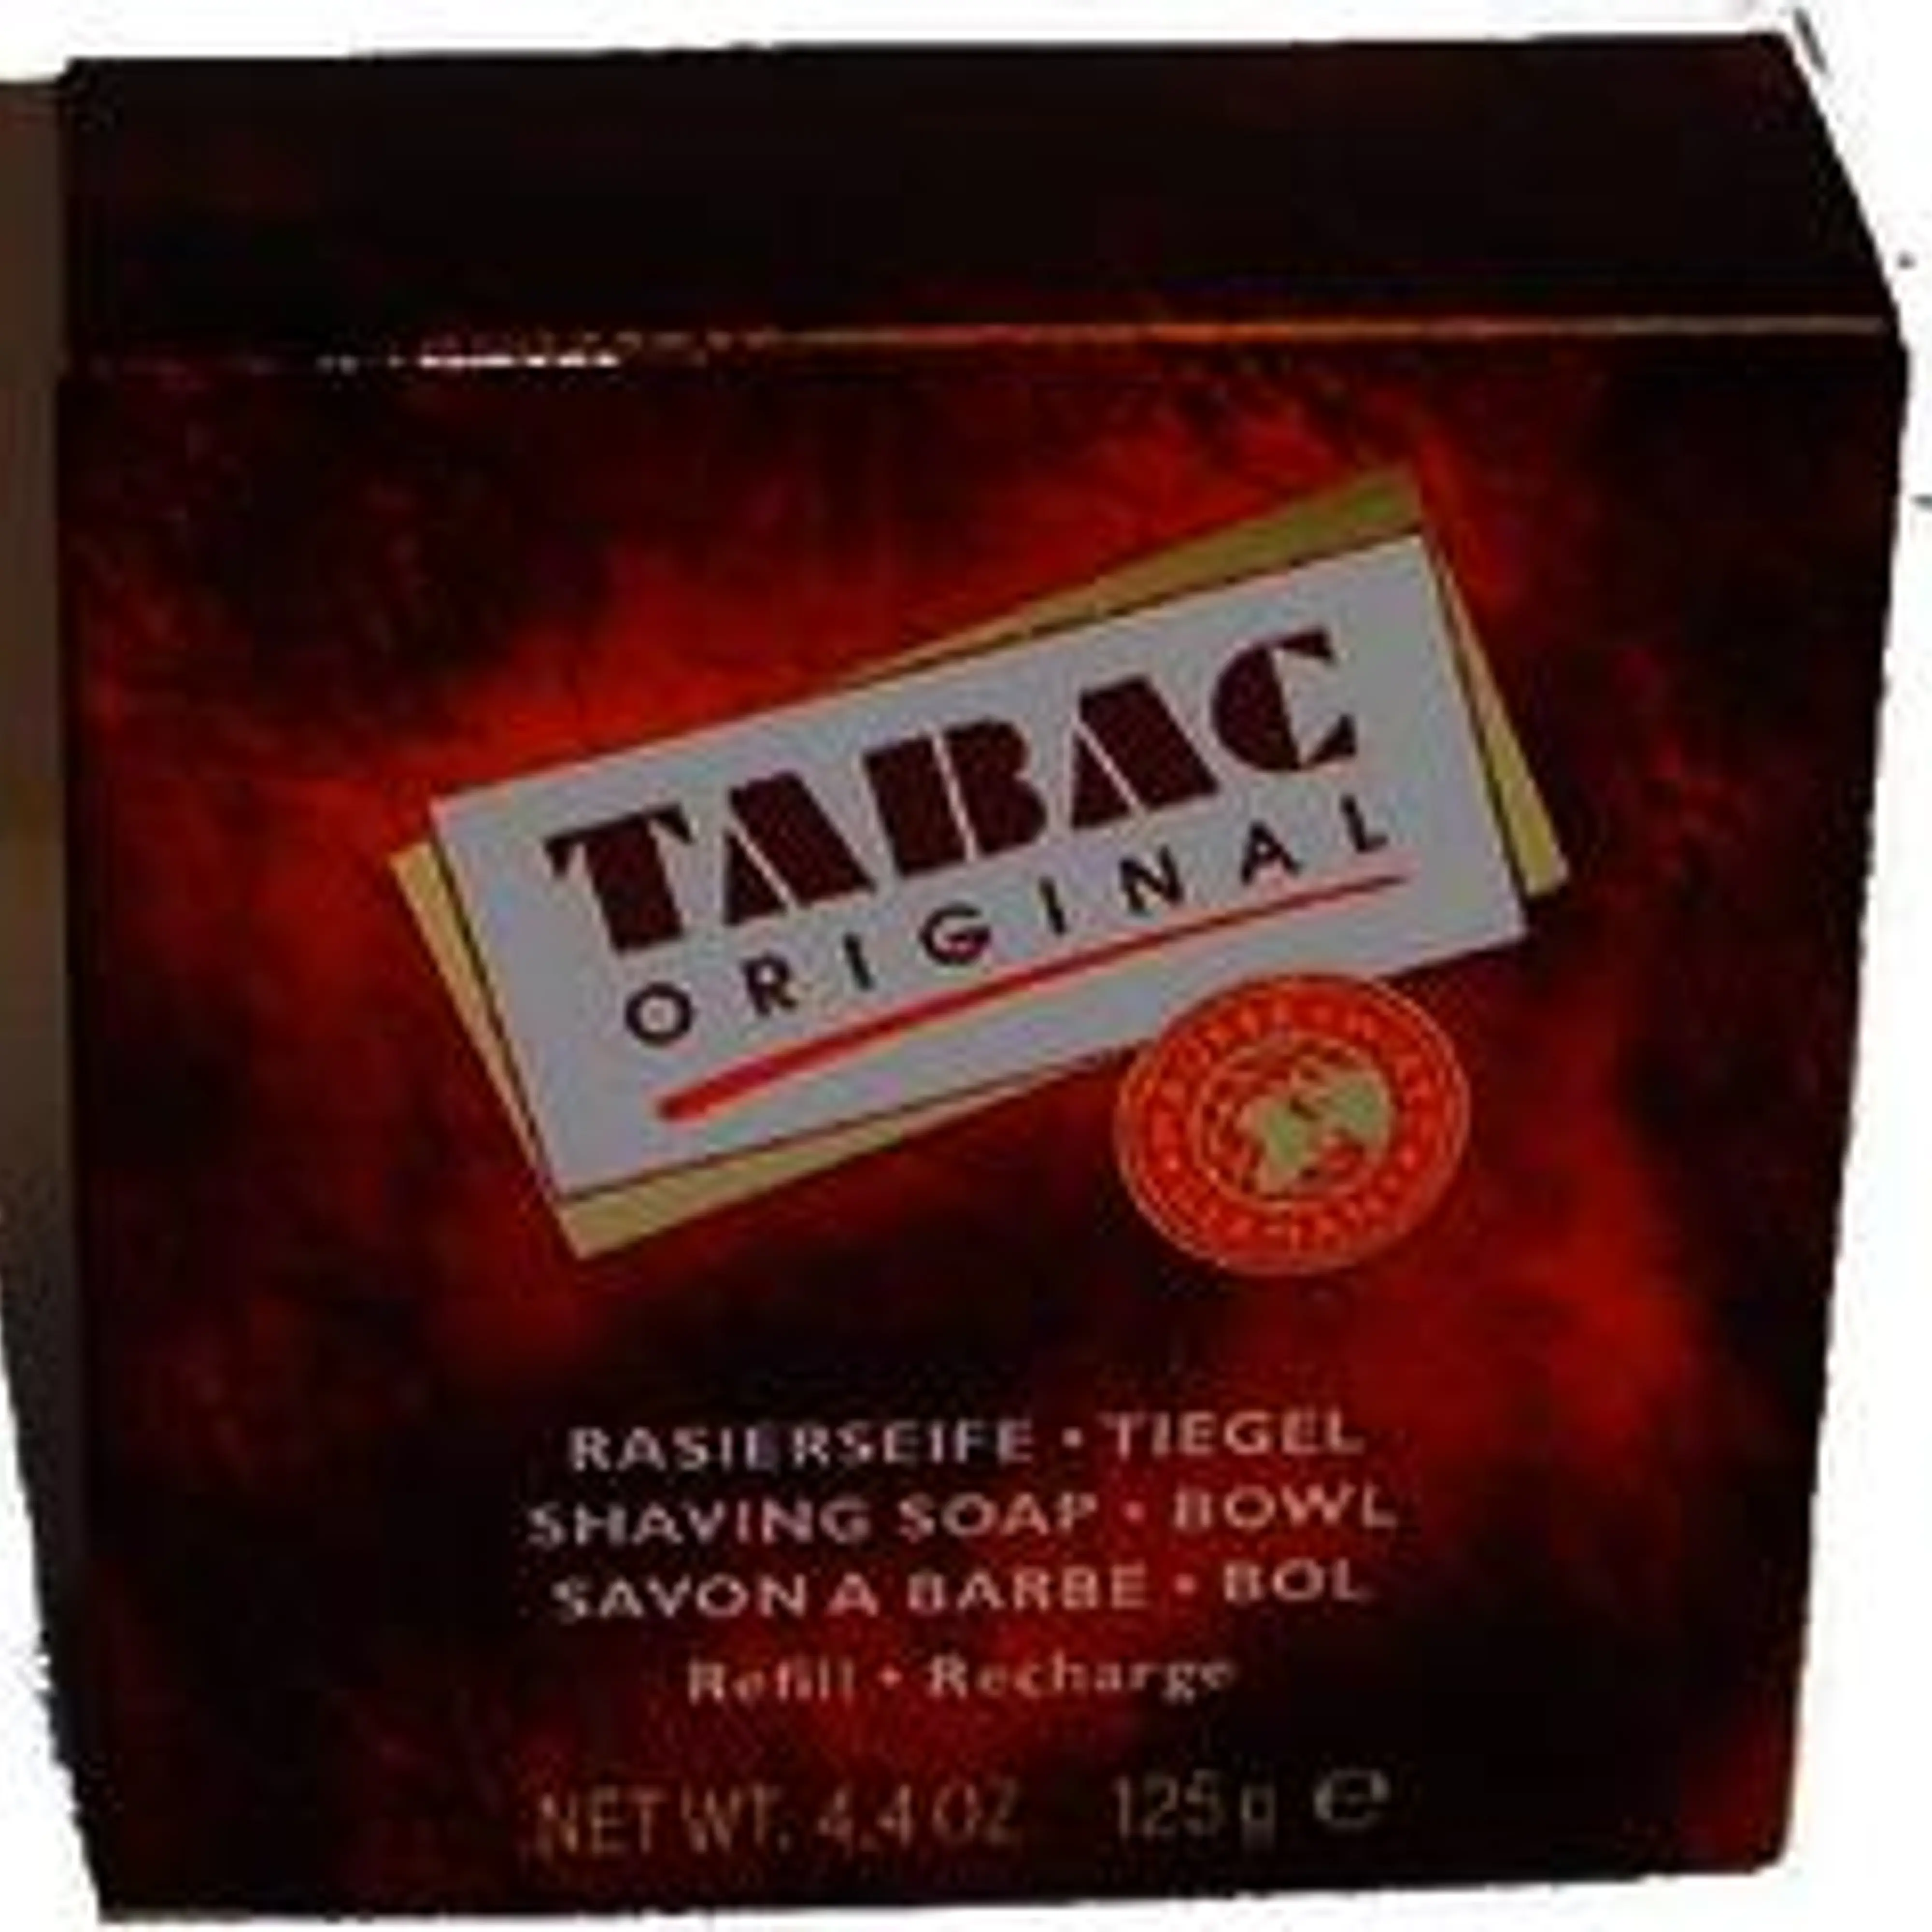 TABAC
ORIGINAL
RASIERSEIFE • TIEGEL
SHAVING SOAP • BOWL
SAVON A BARBE • BOL
Refill • Recharge
NET WT. 4.4 OZ 125 g ℮